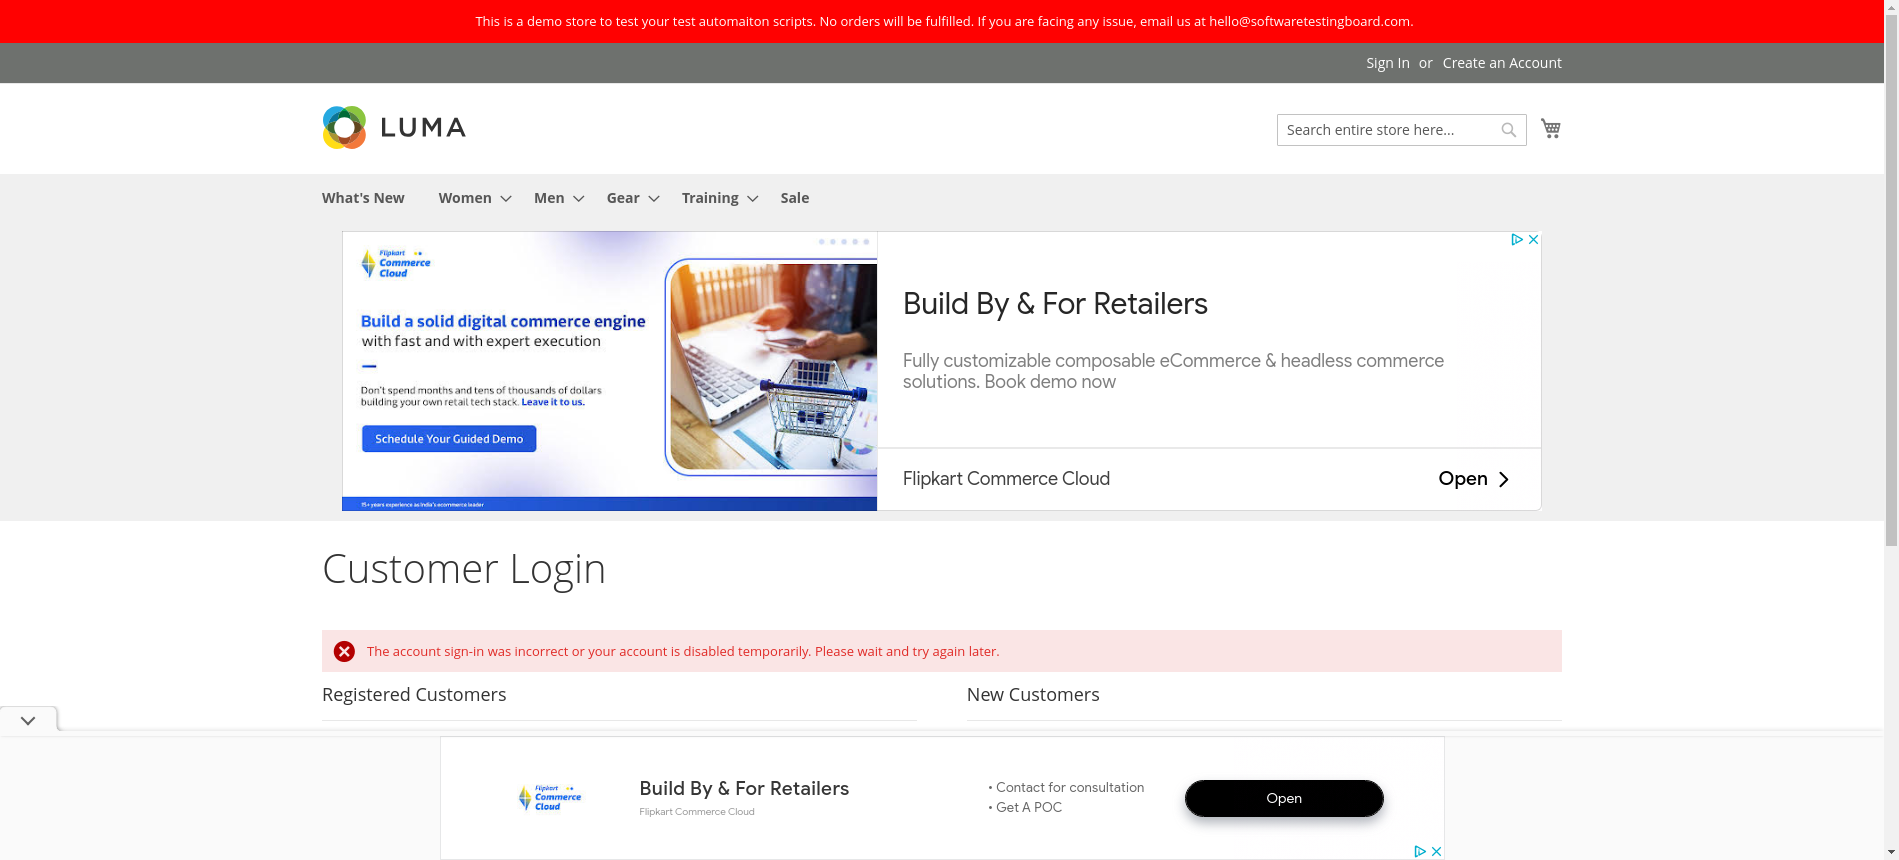 This is a demo store to test your test automaiton scripts. No orders will be fulfilled. If you are facing any issue, email us at hello@softwaretestingboard.com.
Sign In or Create an Account
LUMA
Search entire store here...
What's New Women Men Gear Training Sale
Flipkart
Commerce
Cloud
Build a solid digital commerce engine
with fast and with expert execution
Don't spend months and tens of thousands of dollars
building your own retail tech stack. Leave it to us.
Schedule Your Guided Demo
15+ years experience as India's ecommerce leader
Build By & For Retailers
Fully customizable composable eCommerce & headless commerce
solutions. Book demo now
Flipkart Commerce Cloud
Open
Customer Login
The account sign-in was incorrect or your account is disabled temporarily. Please wait and try again later.
Registered Customers
New Customers
Flipkart
Commerce
Cloud
Build By & For Retailers
Flipkart Commerce Cloud
• Contact for consultation
• Get A POC
Open